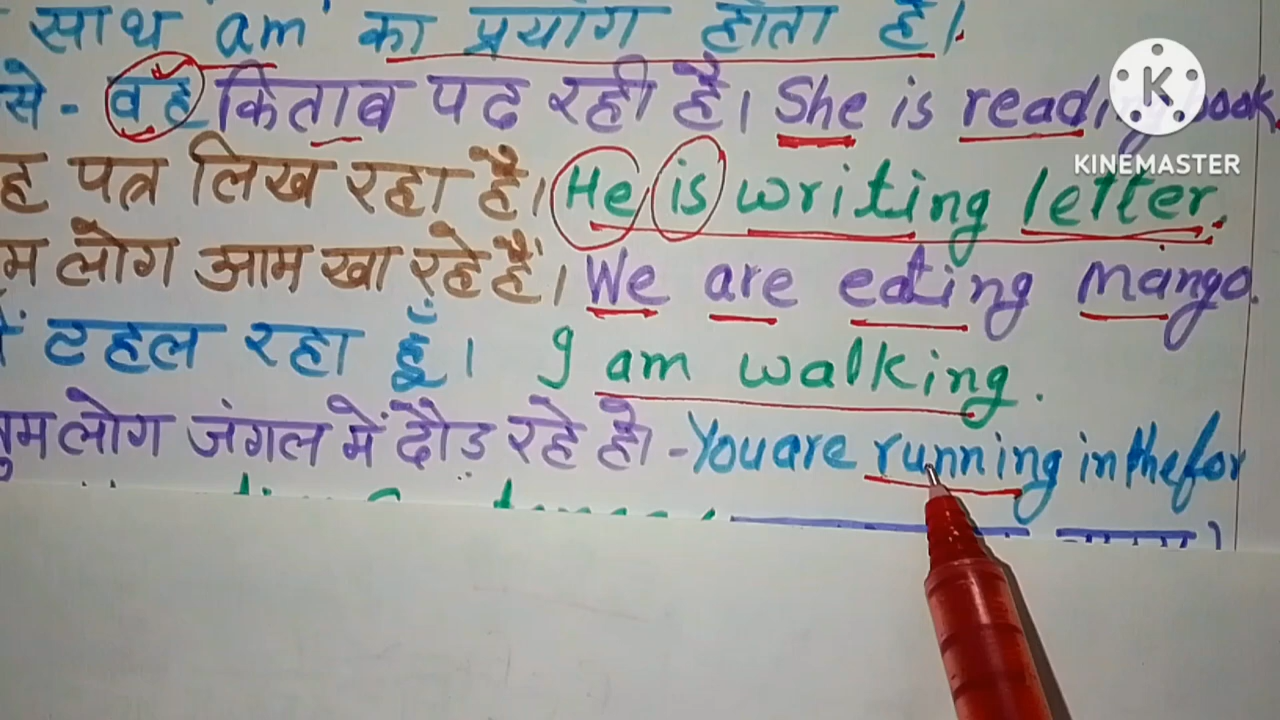 साथ 'am' का प्रयोग होता है।
से - वह किताब पढ रही है। She is reading book.
ह पत्र लिख रहा है। He is writing letter.
म लोग आम खा रहे हैं। We are eating mango.
टहल रहा हूँ। I am walking.
तुम लोग जंगल में दौड रहे हो - You are running in the for
K
KINEMASTER